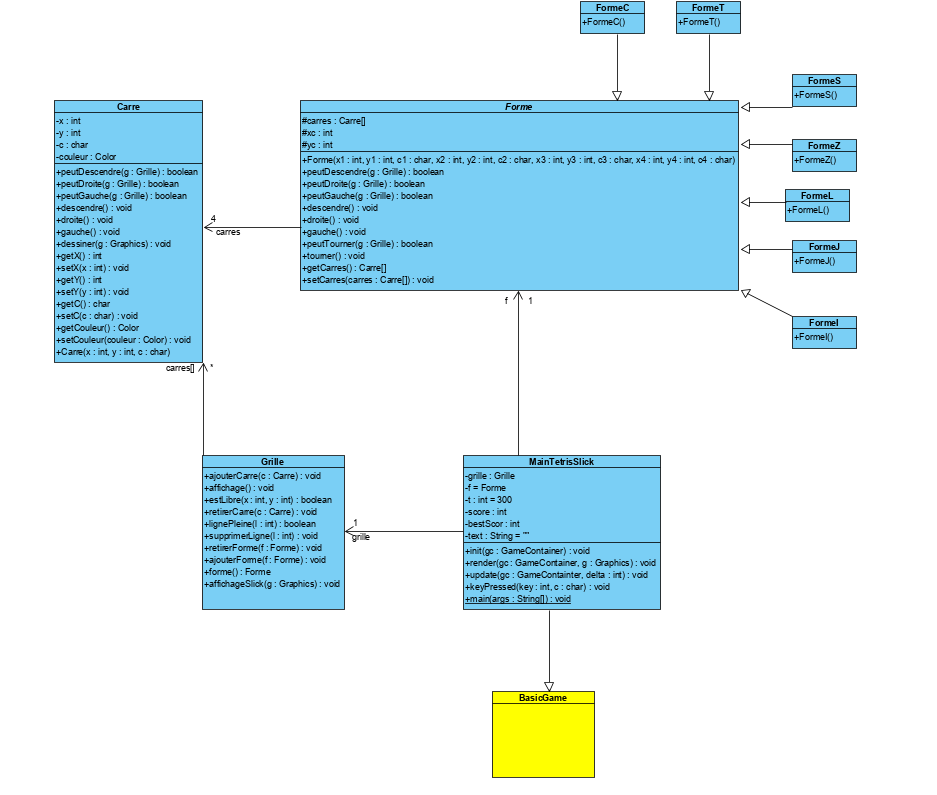 FormeC
+FormeC()
FormeT
+FormeT()
FormeS
+FormeS()
FormeZ
+FormeZ()
FormeL
+FormeL()
FormeJ
+FormeJ()
FormeI
+FormeI()
Carre
-x : int
-y : int
-c : char
-couleur : Color
+peutDescendre(g : Grille) : boolean
+peutDroite(g : Grille) : boolean
+peutGauche(g : Grille) : boolean
+descendre() : void
+droite() : void
+gauche() : void
+dessiner(g : Graphics) : void
+getX() : int
+setX(x : int) : void
+getY() : int
+setY(y : int) : void
+getC() : char
+setC(c : char) : void
+getCouleur() : Color
+setCouleur(couleur : Color) : void
+Carre(x : int, y : int, c : char)
4
carres
Forme
#carres : Carre[]
#xc : int
#yc : int
+Forme(x1 : int, y1 : int, c1 : char, x2 : int, y2 : int, c2 : char, x3 : int, y3 : int, c3 : char, x4 : int, y4 : int, c4 : char)
+peutDescendre(g : Grille) : boolean
+peutDroite(g : Grille) : boolean
+peutGauche(g : Grille) : boolean
+descendre() : void
+droite() : void
+gauche() : void
+peutTourner(g : Grille) : boolean
+tourner() : void
+getCarres() : Carre[]
+setCarres(carres : Carre[]) : void
f 1
carres[] *
Grille
+ajouterCarre(c : Carre) : void
+affichage() : void
+estLibre(x : int, y : int) : boolean
+retirerCarre(c : Carre) : void
+lignePleine(l : int) : boolean
+supprimerLigne(l : int) : void
+retirerForme(f : Forme) : void
+ajouterForme(f : Forme) : void
+forme() : Forme
+affichageSlick(g : Graphics) : void
1
grille
MainTetrisSlick
-grille : Grille
-f = Forme
-t : int = 300
-score : int
-bestScor : int
-text : String = ""
+init(gc : GameContainer) : void
+render(gc : GameContainer, g : Graphics) : void
+update(gc : GameContainter, delta : int) : void
+keyPressed(key : int, c : char) : void
+main(args : String[]) : void
BasicGame